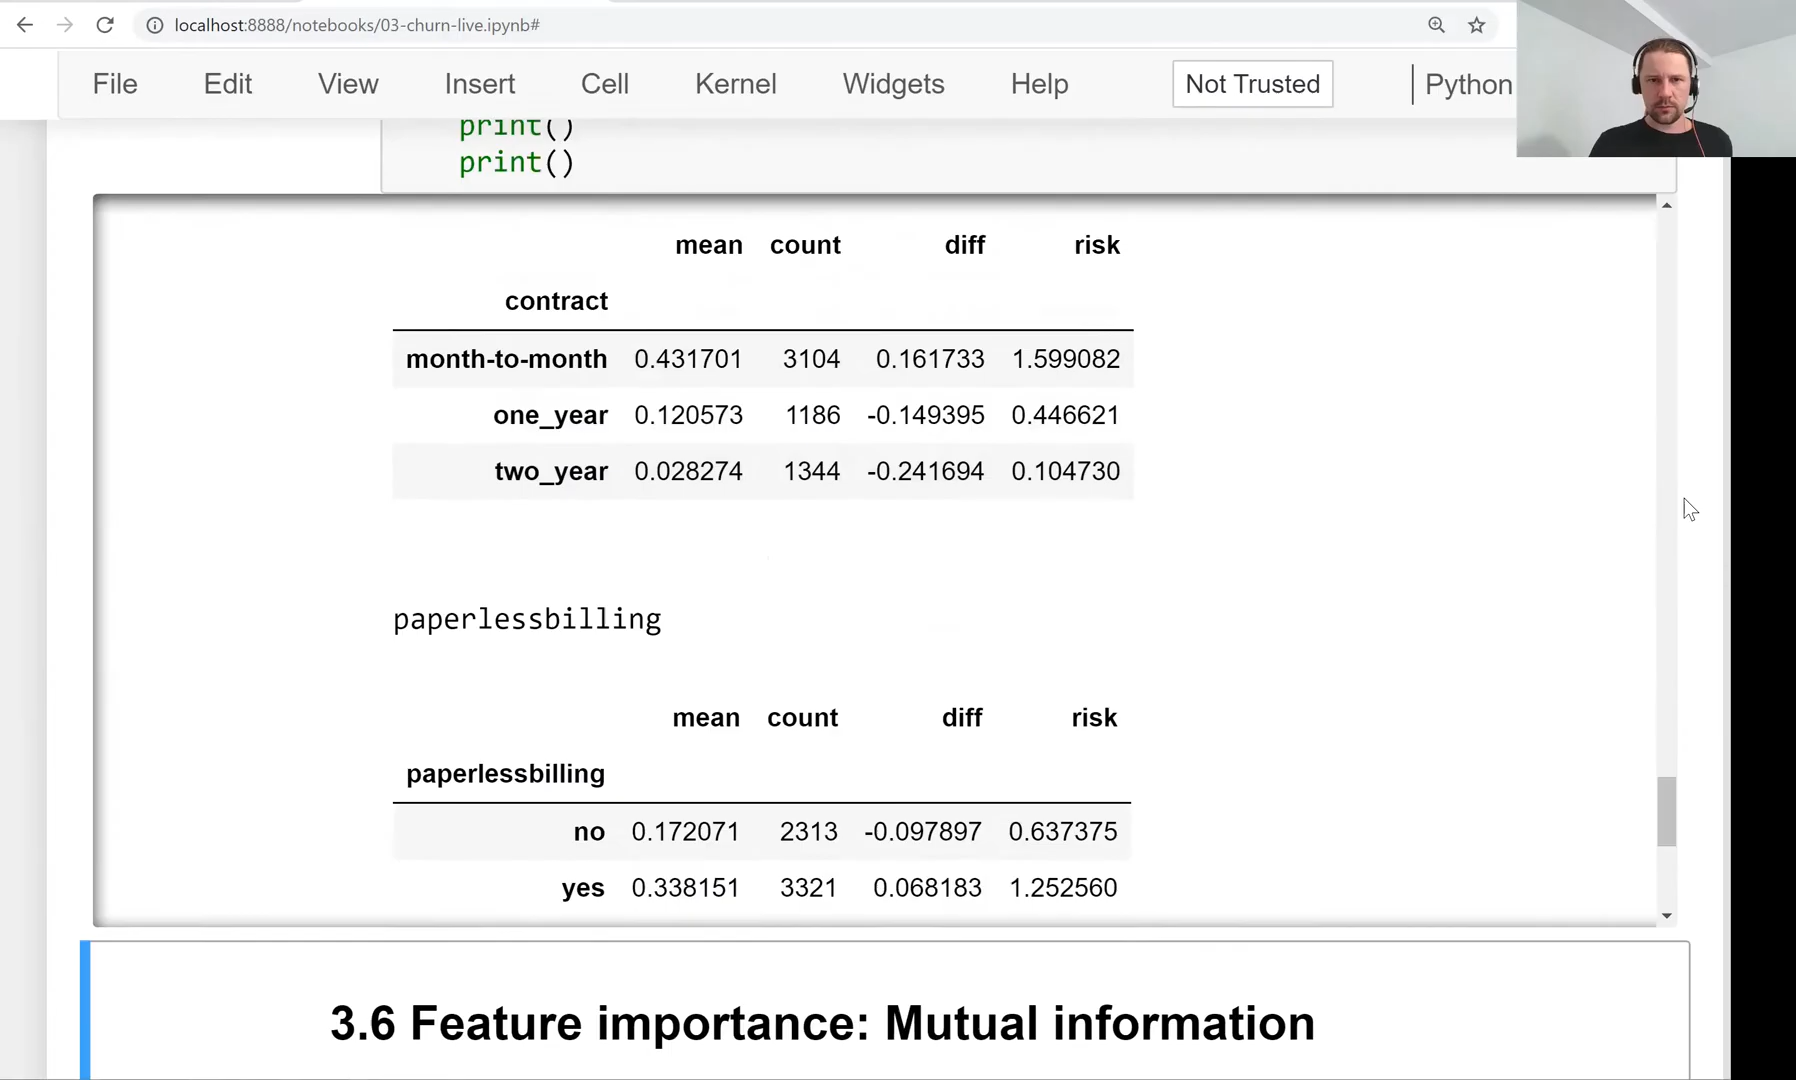 localhost:8888/notebooks/03-churn-live.ipynb#
File Edit View Insert Cell Kernel Widgets Help Not Trusted Python
print()
print()
mean count diff risk
contract
month-to-month 0.431701 3104 0.161733 1.599082
one_year 0.120573 1186 -0.149395 0.446621
two_year 0.028274 1344 -0.241694 0.104730
paperlessbilling
mean count diff risk
paperlessbilling
no 0.172071 2313 -0.097897 0.637375
yes 0.338151 3321 0.068183 1.252560
3.6 Feature importance: Mutual information